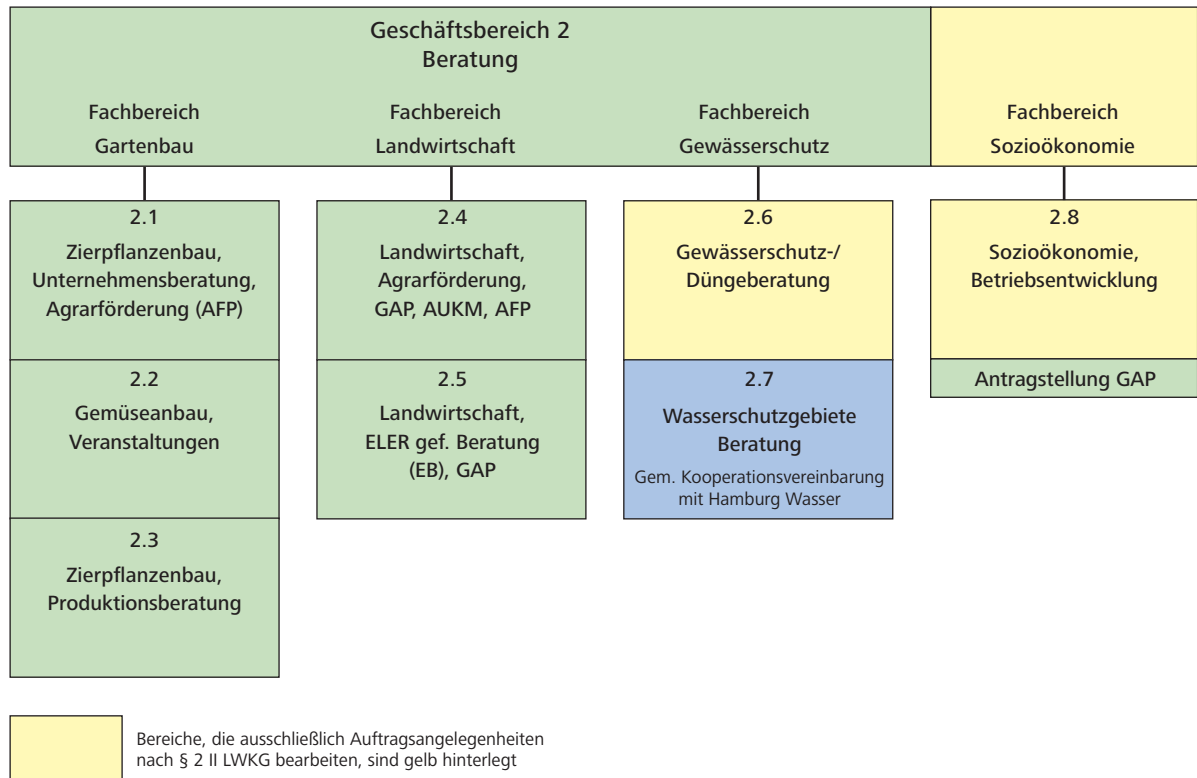 Geschäftsbereich 2
Beratung
Fachbereich
Gartenbau
Fachbereich
Landwirtschaft
Fachbereich
Gewässerschutz
Fachbereich
Sozioökonomie
2.1
Zierpflanzenbau,
Unternehmensberatung,
Agrarförderung (AFP)
2.2
Gemüseanbau,
Veranstaltungen
2.3
Zierpflanzenbau,
Produktionsberatung
2.4
Landwirtschaft,
Agrarförderung,
GAP, AUKM, AFP
2.5
Landwirtschaft,
ELER gef. Beratung
(EB), GAP
2.6
Gewässerschutz-/
Düngeberatung
2.7
Wasserschutzgebiete
Beratung
Gem. Kooperationsvereinbarung
mit Hamburg Wasser
2.8
Sozioökonomie,
Betriebsentwicklung
Antragstellung GAP
Bereiche, die ausschließlich Auftragsangelegenheiten
nach § 2 II LWKG bearbeiten, sind gelb hinterlegt